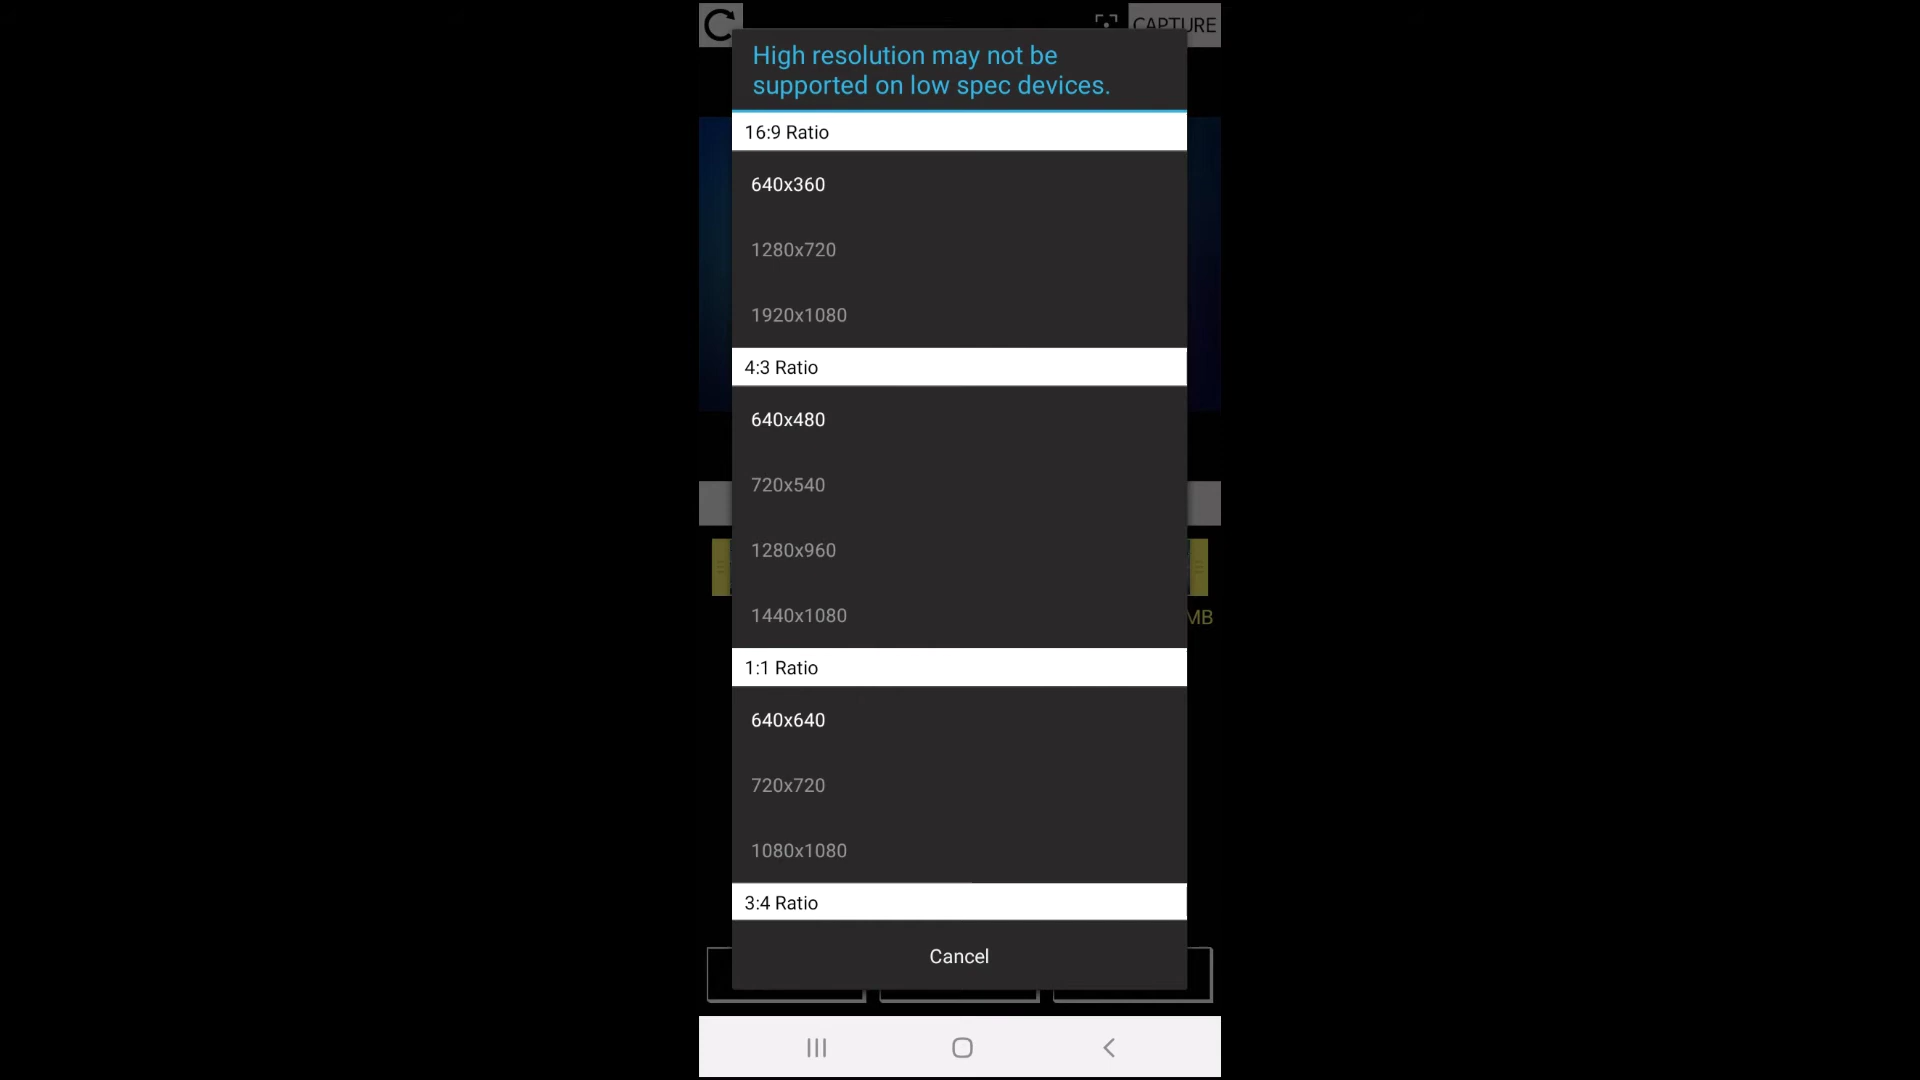 CAPTURE
High resolution may not be
supported on low spec devices.
16:9 Ratio
640x360
1280x720
1920x1080
4:3 Ratio
640x480
720x540
1280x960
1440x1080
MB
1:1 Ratio
640x640
720x720
1080x1080
3:4 Ratio
Cancel